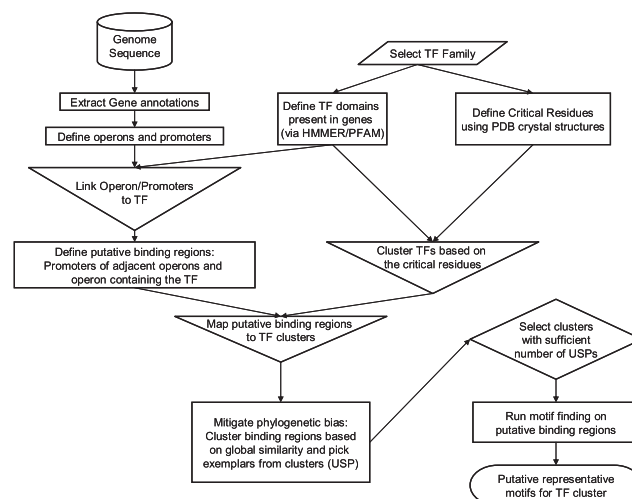 Genome
Sequence
Select TF Family
Extract Gene annotations
Define TF domains
present in genes
(via HMMER/PFAM)
Define Critical Residues
using PDB crystal structures
Define operons and promoters
Link Operon/Promoters
to TF
Define putative binding regions:
Promoters of adjacent operons and
operon containing the TF
Cluster TFs based on
the critical residues
Map putative binding regions
to TF clusters
Select clusters
with sufficient
number of USPs
Mitigate phylogenetic bias:
Cluster binding regions based
on global similarity and pick
exemplars from clusters (USP)
Run motif finding on
putative binding regions
Putative representative
motifs for TF cluster